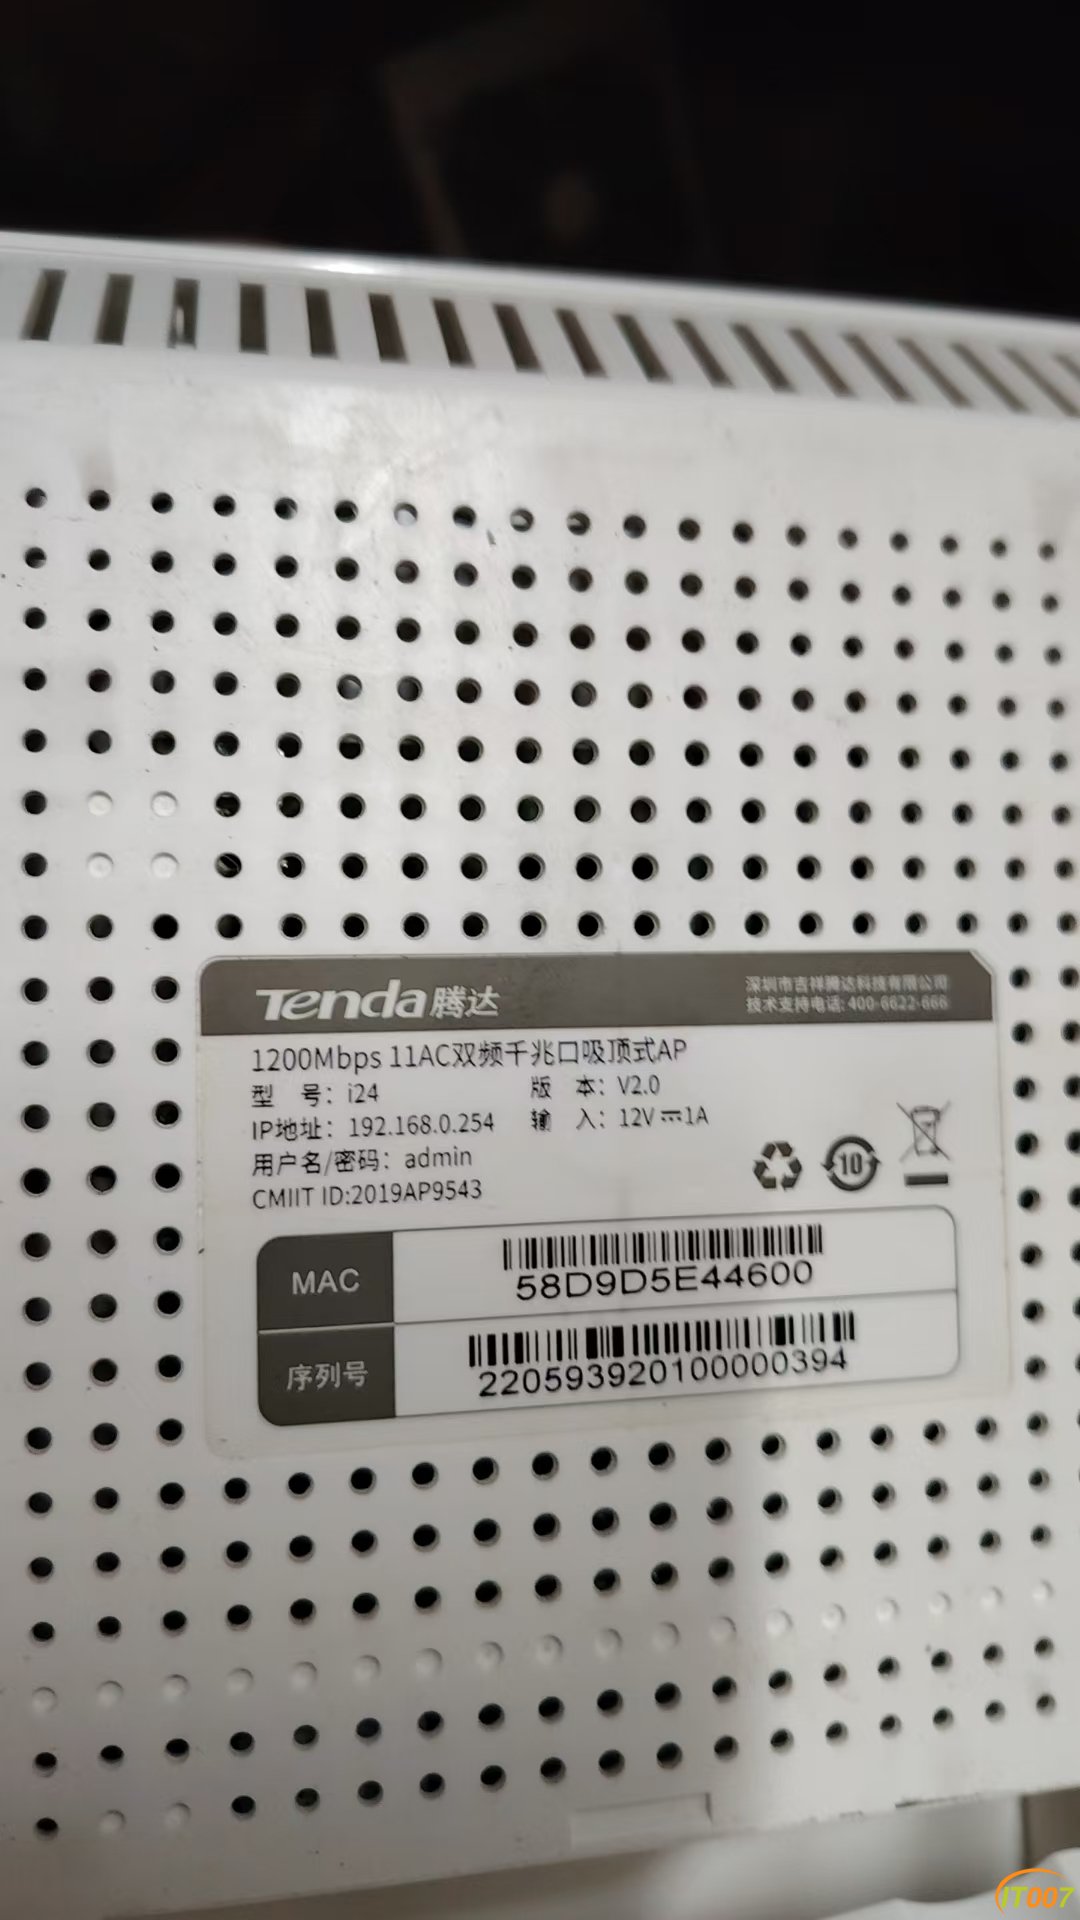 Tenda腾达
深圳市吉祥腾达科技有限公司
技术支持电话: 400-6622-666
1200Mbps 11AC双频千兆口吸顶式AP
型 号：i24 版 本：V2.0
IP地址：192.168.0.254 输 入：12V⎓1A
用户名/密码：admin
CMIIT ID:2019AP9543
10
MAC 58D9D5E44600
序列号 220593920100000394
IT007